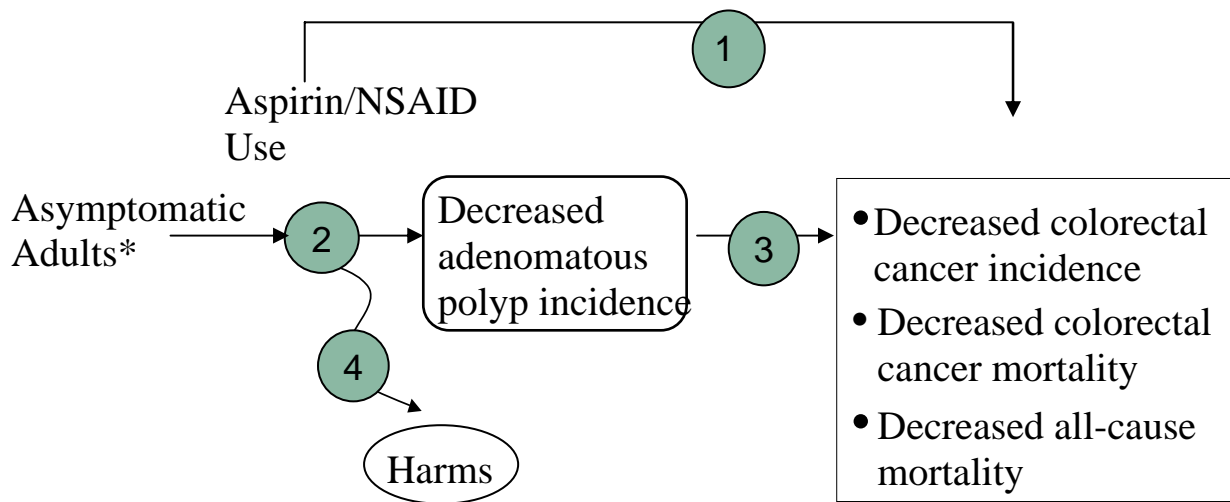 1
Aspirin/NSAID
Use
Asymptomatic
Adults*
2
Decreased
adenomatous
polyp incidence
3
•Decreased colorectal
cancer incidence
• Decreased colorectal
cancer mortality
• Decreased all-cause
mortality
4
Harms